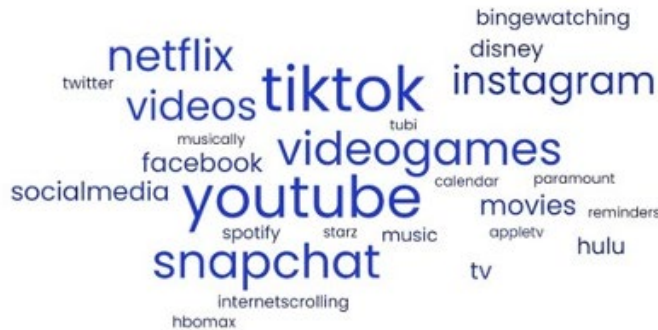 bingewatching
netflix
disney
twitter
tiktok
instagram
videos
tubi
musically
videogames
facebook
socialmedia
youtube
calendar
paramount
movies
reminders
spotify
starz
music
appletv
hulu
snapchat
tv
internetscrolling
hbomax